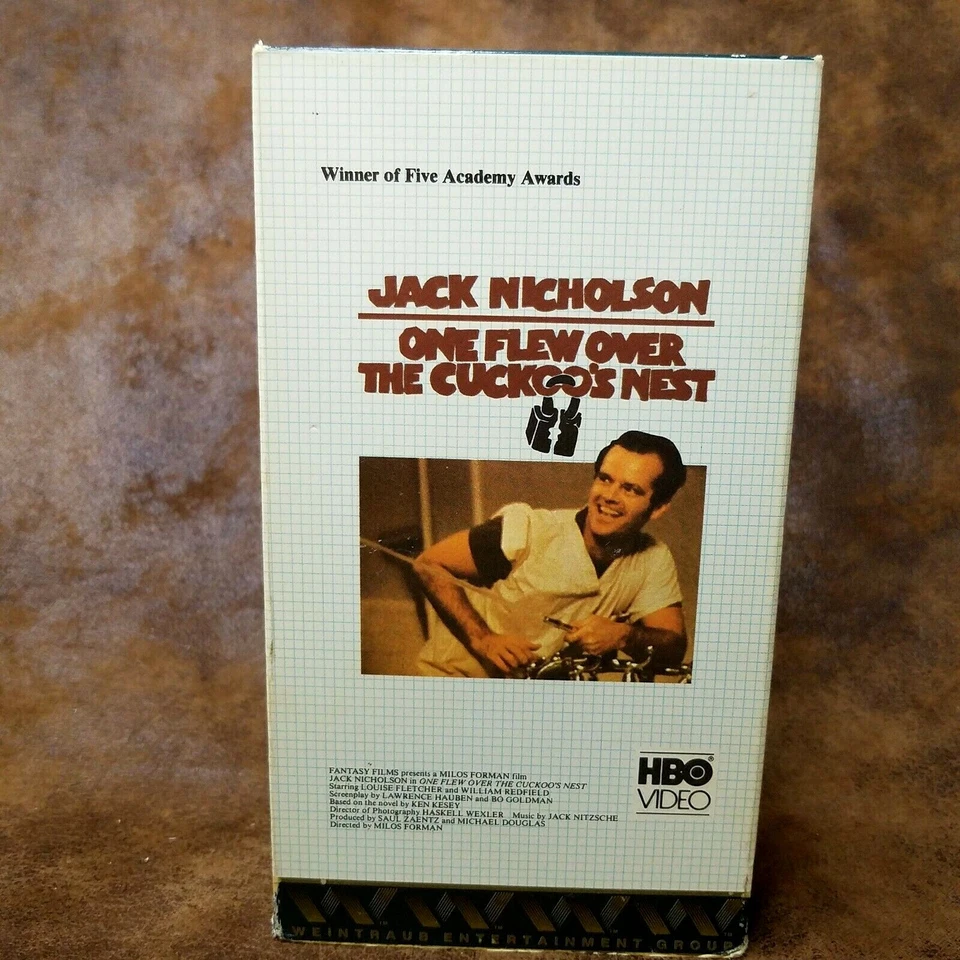 Winner of Five Academy Awards
JACK NICHOLSON
ONE FLEW OVER
THE CUCKOO'S NEST
FANTASY FILMS presents a MILOS FORMAN film
JACK NICHOLSON in ONE FLEW OVER THE CUCKOO'S NEST
Starring LOUISE FLETCHER and WILLIAM REDFIELD
Screenplay by LAWRENCE HAUBEN and BO GOLDMAN
Based on the novel by KEN KESEY
Director of Photography HASKELL WEXLER Music by JACK NITZSCHE
Produced by SAUL ZAENTZ and MICHAEL DOUGLAS
Directed by MILOS FORMAN
HBO®
VIDEO
WEINTRAUB ENTERTAINMENT GROUP